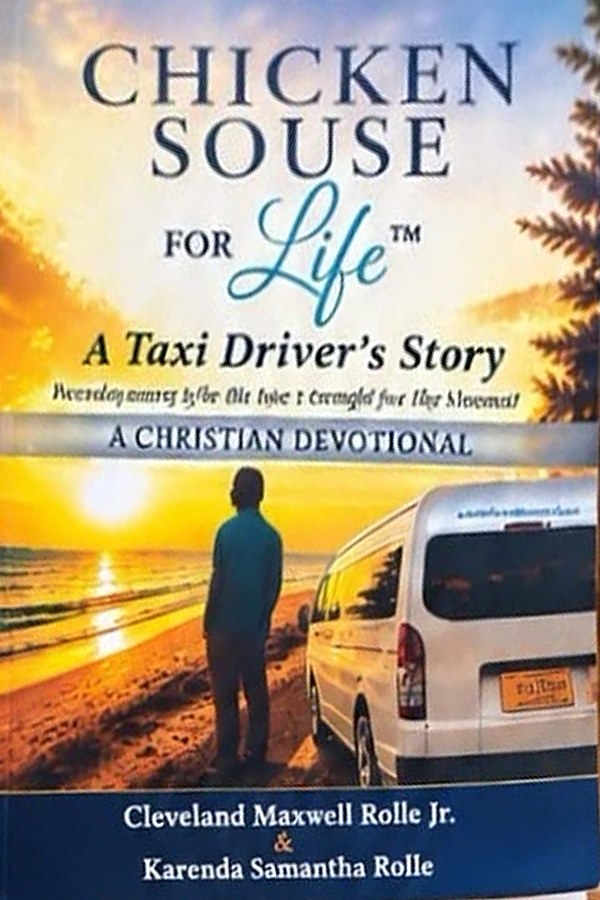 CHICKEN
SOUSE
FOR Life™
A Taxi Driver's Story
A CHRISTIAN DEVOTIONAL
Cleveland Maxwell Rolle Jr.
&
Karenda Samantha Rolle